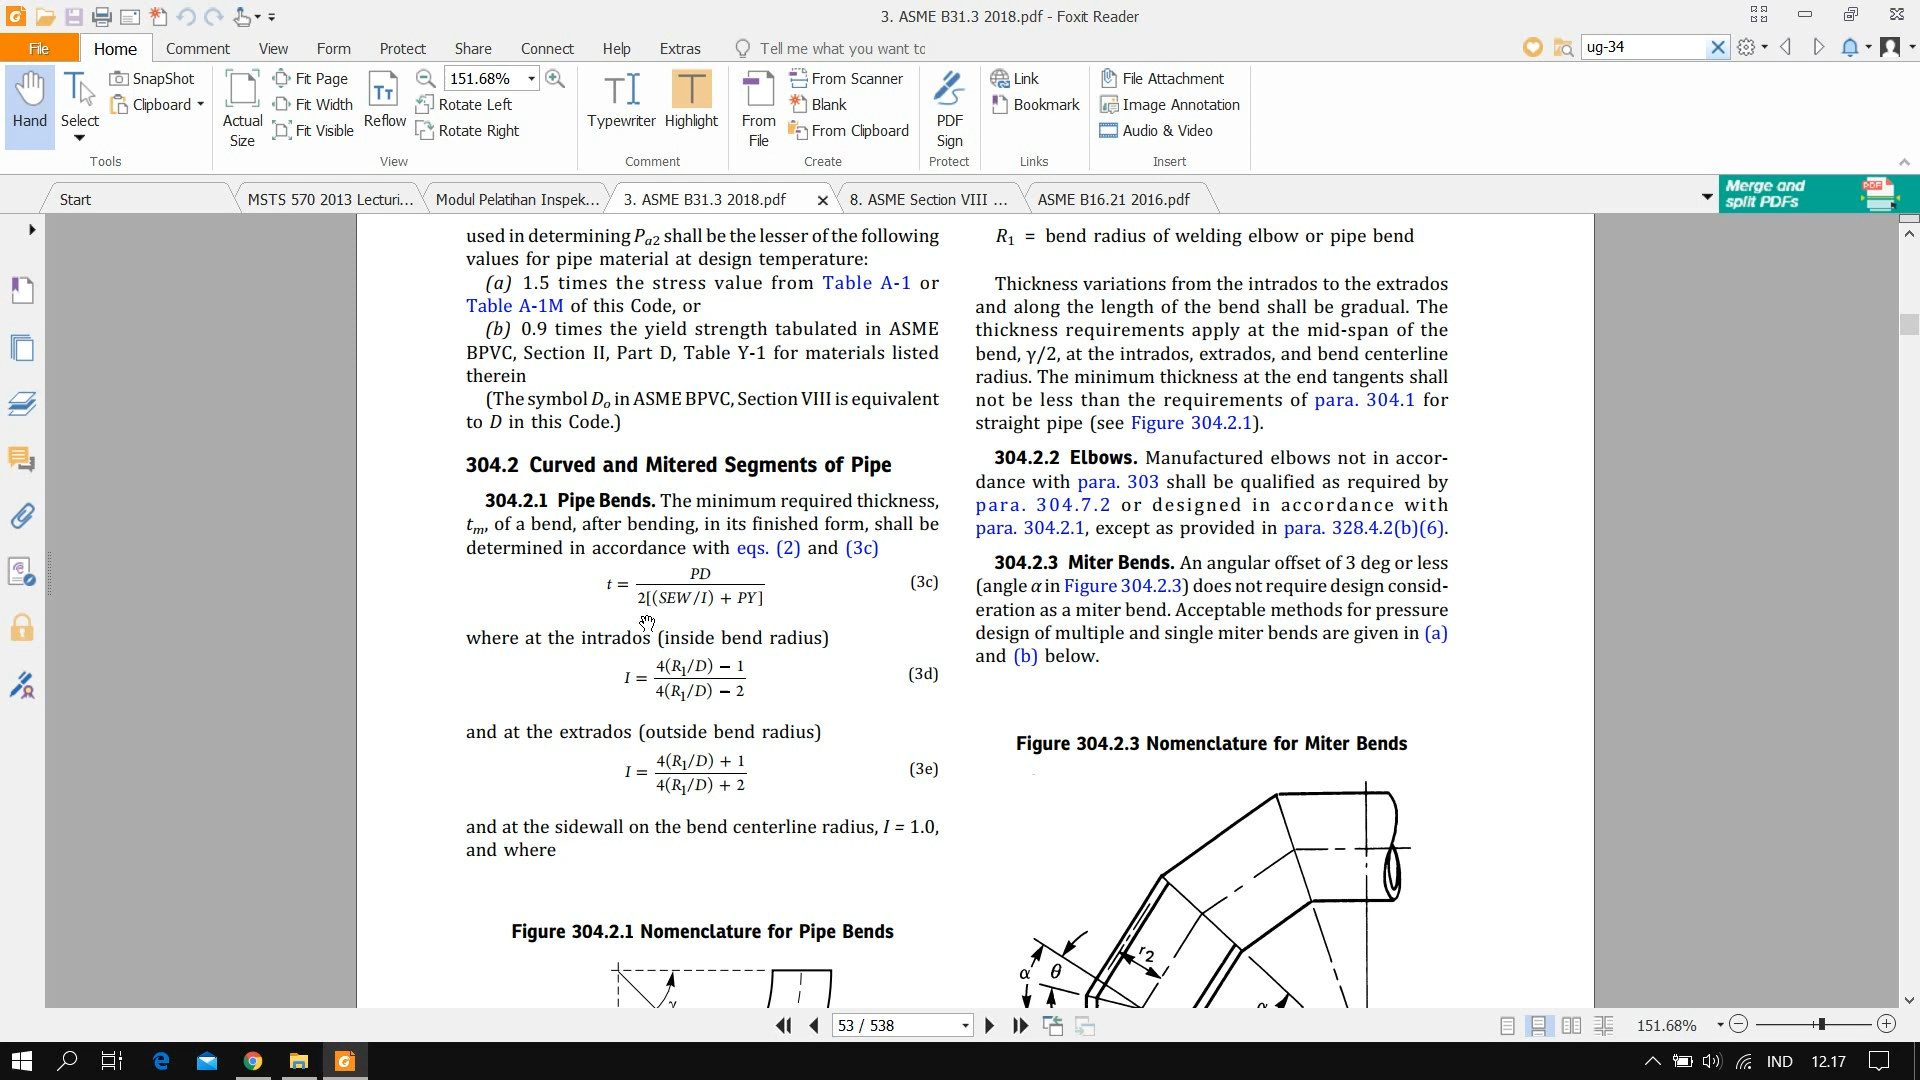 3. ASME B31.3 2018.pdf - Foxit Reader
File
Home
Comment
View
Form
Protect
Share
Connect
Help
Extras
Tell me what you want to
ug-34
Hand
Select
SnapShot
Clipboard
Tools
Actual
Size
Fit Page
Fit Width
Fit Visible
Reflow
151.68%
Rotate Left
Rotate Right
View
Typewriter
Highlight
Comment
From
File
From Scanner
Blank
From Clipboard
Create
PDF
Sign
Protect
Link
Bookmark
Links
File Attachment
Image Annotation
Audio & Video
Insert
Start
MSTS 570 2013 Lecturi...
Modul Pelatihan Inspek...
3. ASME B31.3 2018.pdf
8. ASME Section VIII ...
ASME B16.21 2016.pdf
Merge and
split PDFs
PDF
used in determining Pa2 shall be the lesser of the following
values for pipe material at design temperature:
(a) 1.5 times the stress value from Table A-1 or
Table A-1M of this Code, or
(b) 0.9 times the yield strength tabulated in ASME
BPVC, Section II, Part D, Table Y-1 for materials listed
therein
(The symbol Do in ASME BPVC, Section VIII is equivalent
to D in this Code.)
304.2 Curved and Mitered Segments of Pipe
304.2.1 Pipe Bends. The minimum required thickness,
tm, of a bend, after bending, in its finished form, shall be
determined in accordance with eqs. (2) and (3c)
t = PD / 2[(SEW/I) + PY] (3c)
where at the intrados (inside bend radius)
I = 4(R1/D) − 1 / 4(R1/D) − 2 (3d)
and at the extrados (outside bend radius)
I = 4(R1/D) + 1 / 4(R1/D) + 2 (3e)
and at the sidewall on the bend centerline radius, I = 1.0,
and where
Figure 304.2.1 Nomenclature for Pipe Bends
γ
R1 = bend radius of welding elbow or pipe bend
Thickness variations from the intrados to the extrados
and along the length of the bend shall be gradual. The
thickness requirements apply at the mid-span of the
bend, γ/2, at the intrados, extrados, and bend centerline
radius. The minimum thickness at the end tangents shall
not be less than the requirements of para. 304.1 for
straight pipe (see Figure 304.2.1).
304.2.2 Elbows. Manufactured elbows not in accor-
dance with para. 303 shall be qualified as required by
para. 304.7.2 or designed in accordance with
para. 304.2.1, except as provided in para. 328.4.2(b)(6).
304.2.3 Miter Bends. An angular offset of 3 deg or less
(angle α in Figure 304.2.3) does not require design consid-
eration as a miter bend. Acceptable methods for pressure
design of multiple and single miter bends are given in (a)
and (b) below.
Figure 304.2.3 Nomenclature for Miter Bends
r2
α θ
α
53 / 538
151.68%
IND
12.17